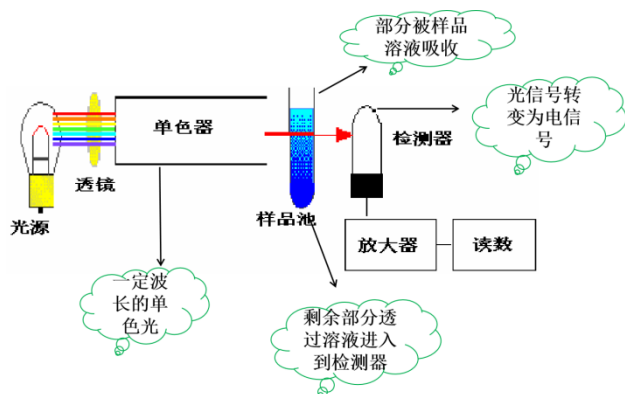 部分被样品
溶液吸收
光信号转
变为电信
号
单色器
检测器
透镜
光源
样品池
放大器
读数
一定波
长的单
色光
剩余部分透
过溶液进入
到检测器